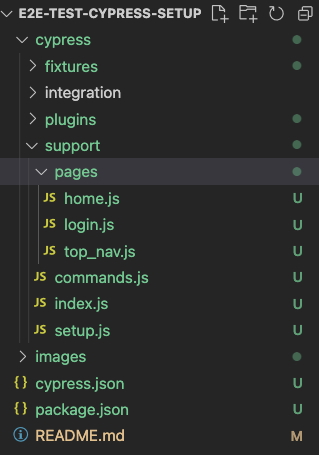 E2E-TEST-CYPRESS-SETUP
cypress
fixtures
integration
plugins
support
pages
JS home.js U
JS login.js U
JS top_nav.js U
JS commands.js U
JS index.js U
JS setup.js U
images
{} cypress.json U
{} package.json U
README.md M